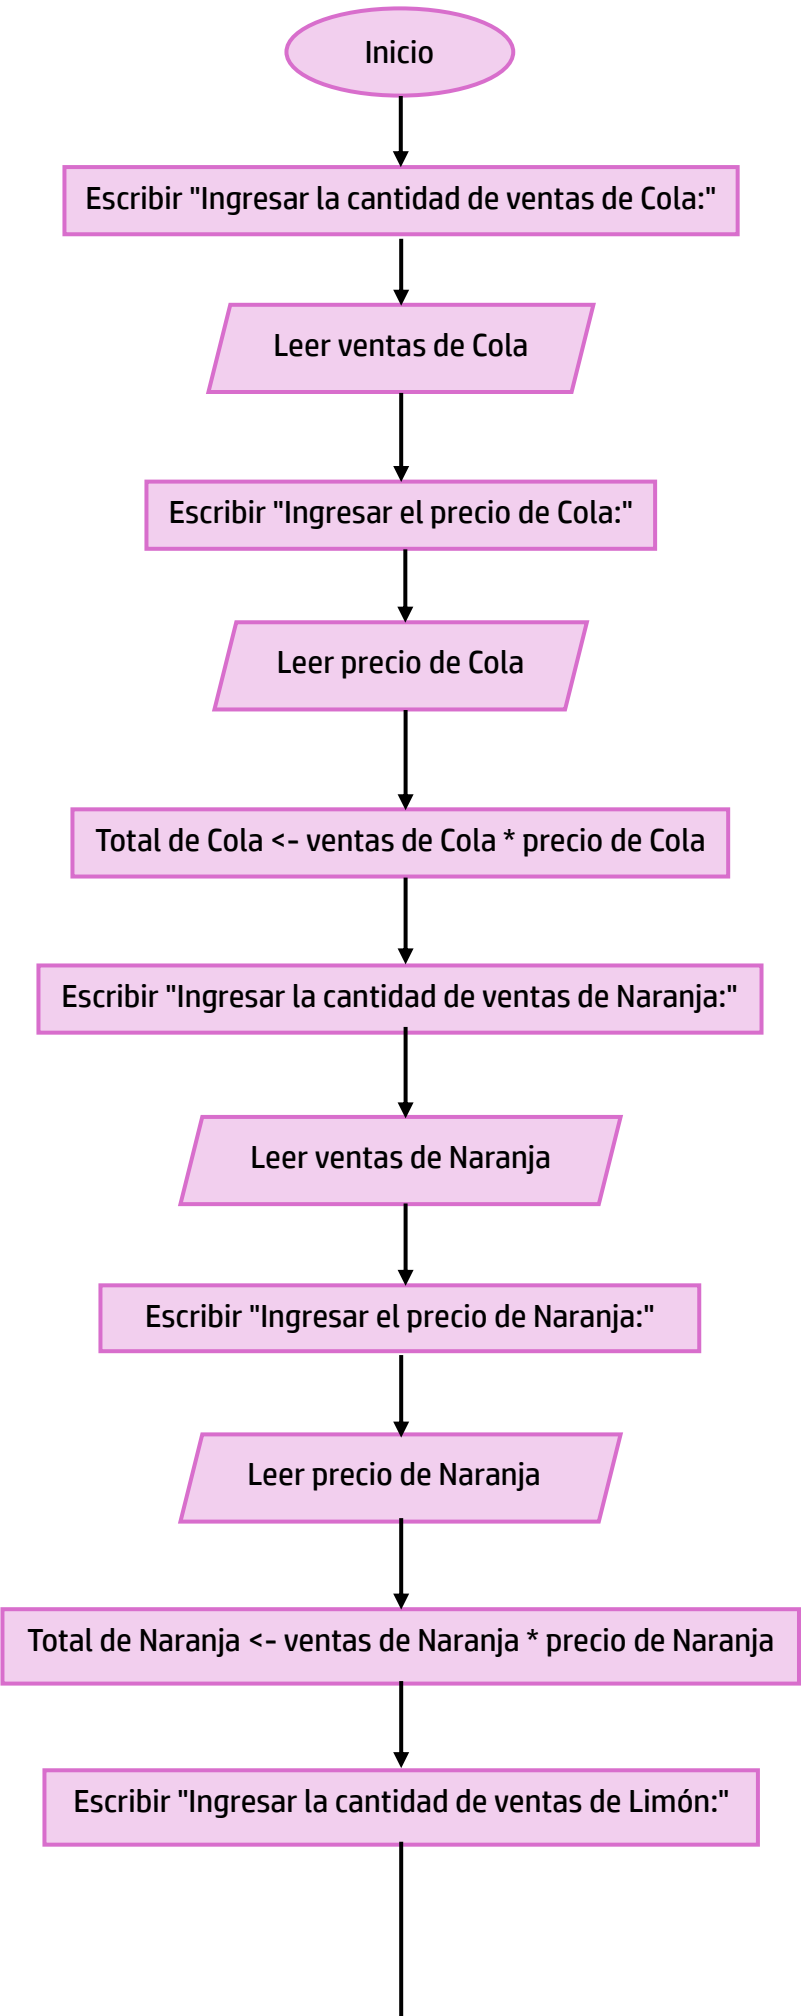 Inicio
Escribir "Ingresar la cantidad de ventas de Cola:"
Leer ventas de Cola
Escribir "Ingresar el precio de Cola:"
Leer precio de Cola
Total de Cola <- ventas de Cola * precio de Cola
Escribir "Ingresar la cantidad de ventas de Naranja:"
Leer ventas de Naranja
Escribir "Ingresar el precio de Naranja:"
Leer precio de Naranja
Total de Naranja <- ventas de Naranja * precio de Naranja
Escribir "Ingresar la cantidad de ventas de Limón:"